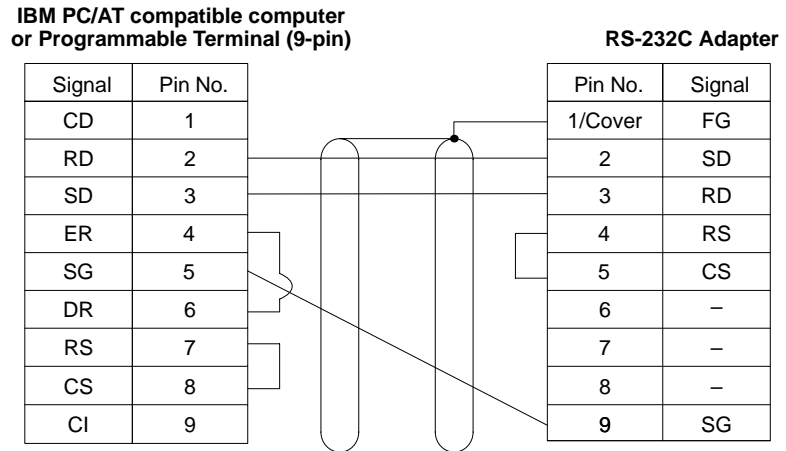 IBM PC/AT compatible computer
or Programmable Terminal (9-pin)
RS-232C Adapter
Signal Pin No.
CD 1
RD 2
SD 3
ER 4
SG 5
DR 6
RS 7
CS 8
CI 9
Pin No. Signal
1/Cover FG
2 SD
3 RD
4 RS
5 CS
6 –
7 –
8 –
9 SG